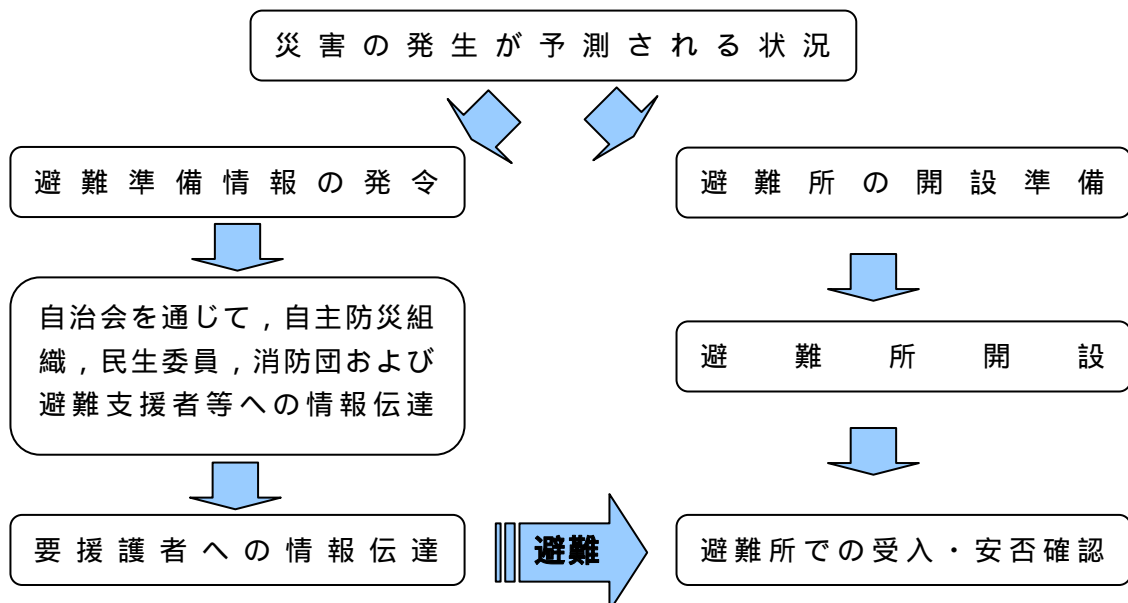 災害の発生が予測される状況
避難準備情報の発令
避難所の開設準備
自治会を通じて，自主防災組
織，民生委員，消防団および
避難支援者等への情報伝達
避難所開設
要援護者への情報伝達
避難
避難所での受入・安否確認